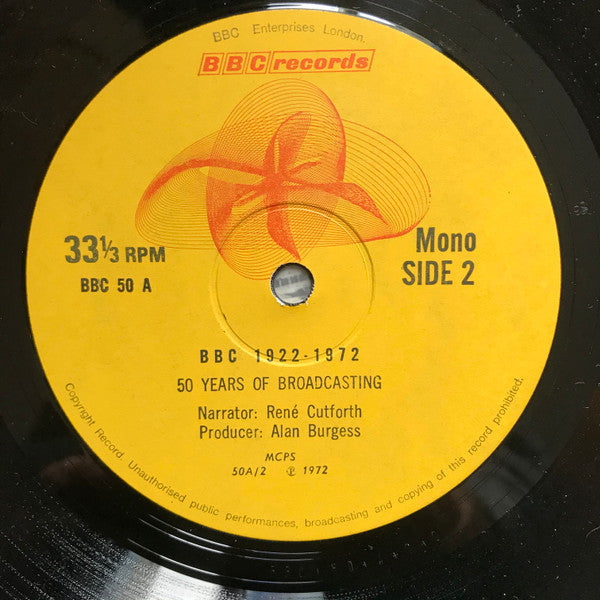 BBC Enterprises London.
BBC records
33⅓ RPM
BBC 50 A
Mono
SIDE 2
BBC 1922-1972
50 YEARS OF BROADCASTING
Narrator: René Cutforth
Producer: Alan Burgess
MCPS
50A/2 ℗ 1972
Copyright Record. Unauthorised public performances, broadcasting and copying of this record prohibited.